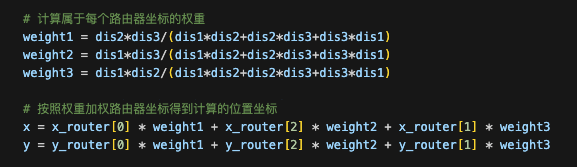 # 计算属于每个路由器坐标的权重
weight1 = dis2*dis3/(dis1*dis2+dis2*dis3+dis3*dis1)
weight2 = dis1*dis3/(dis1*dis2+dis2*dis3+dis3*dis1)
weight3 = dis1*dis2/(dis1*dis2+dis2*dis3+dis3*dis1)
# 按照权重加权路由器坐标得到计算的位置坐标
x = x_router[0] * weight1 + x_router[2] * weight2 + x_router[1] * weight3
y = y_router[0] * weight1 + y_router[2] * weight2 + y_router[1] * weight3